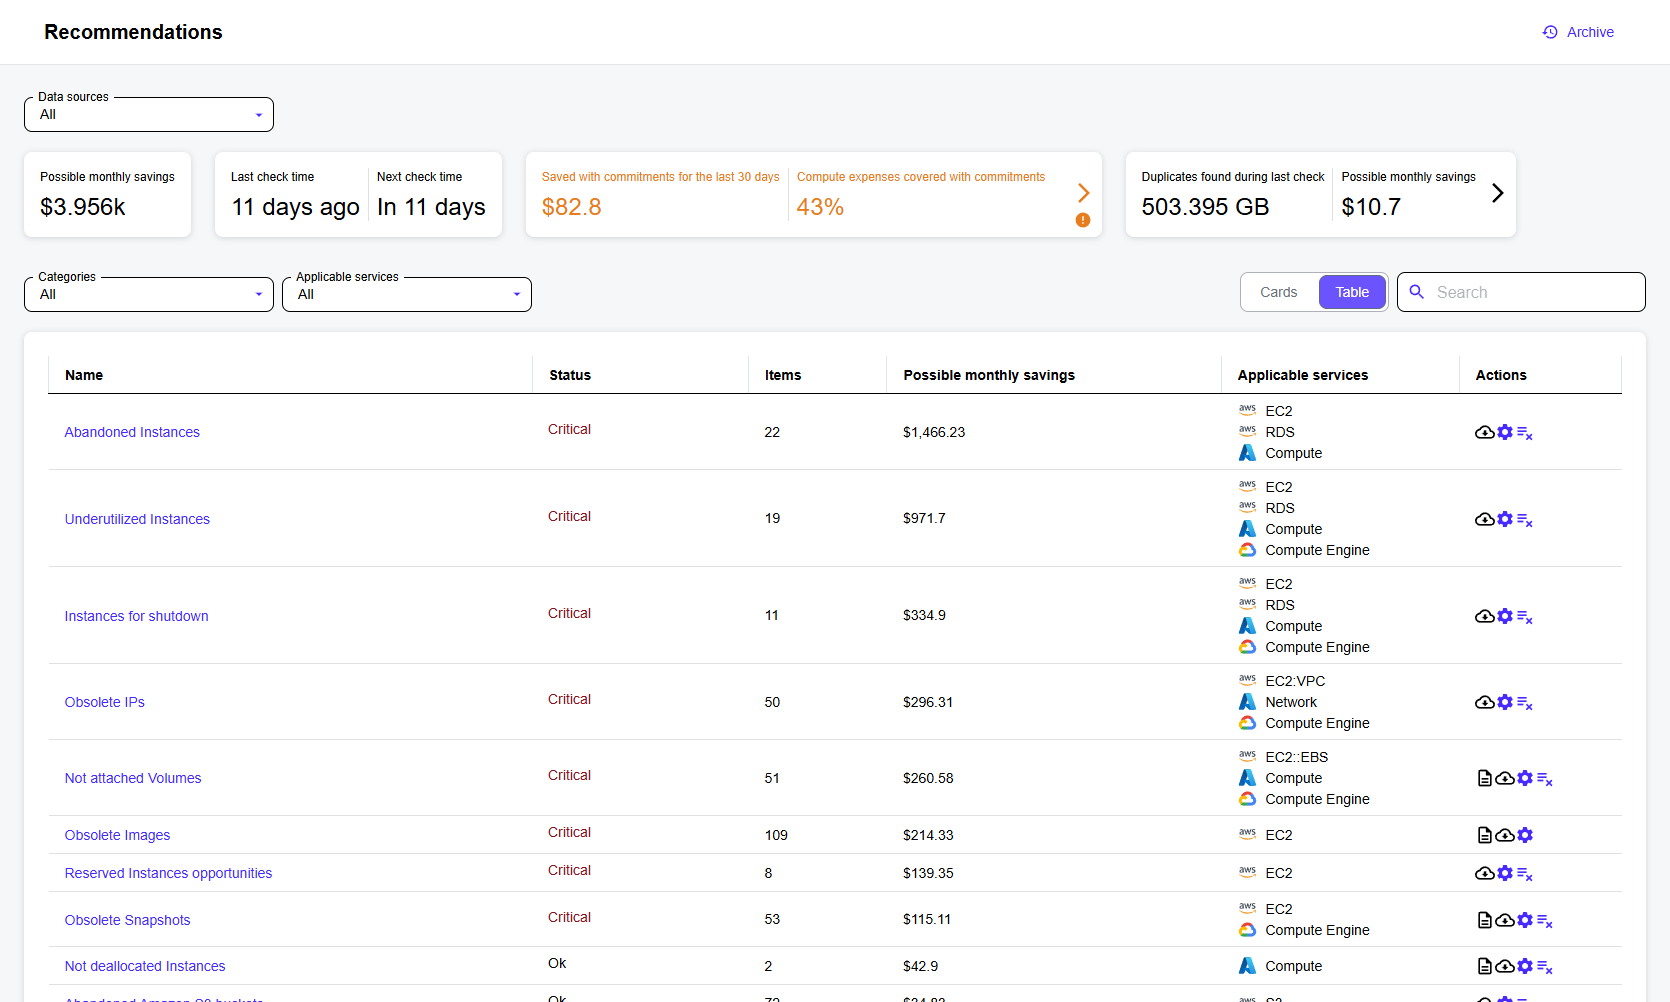 Recommendations
Archive
Data sources
All
Possible monthly savings
$3.956k
Last check time
11 days ago
Next check time
In 11 days
Saved with commitments for the last 30 days
$82.8
Compute expenses covered with commitments
43%
Duplicates found during last check
503.395 GB
Possible monthly savings
$10.7
Categories
All
Applicable services
All
Cards
Table
Search
Name Status Items Possible monthly savings Applicable services Actions
Abandoned Instances Critical 22 $1,466.23
aws EC2
aws RDS
Compute
Underutilized Instances Critical 19 $971.7
aws EC2
aws RDS
Compute
Compute Engine
Instances for shutdown Critical 11 $334.9
aws EC2
aws RDS
Compute
Compute Engine
Obsolete IPs Critical 50 $296.31
aws EC2:VPC
Network
Compute Engine
Not attached Volumes Critical 51 $260.58
aws EC2::EBS
Compute
Compute Engine
Obsolete Images Critical 109 $214.33 aws EC2
Reserved Instances opportunities Critical 8 $139.35 aws EC2
Obsolete Snapshots Critical 53 $115.11
aws EC2
Compute Engine
Not deallocated Instances Ok 2 $42.9 Compute
Abandoned Amazon S3 buckets Ok 72 aws S3